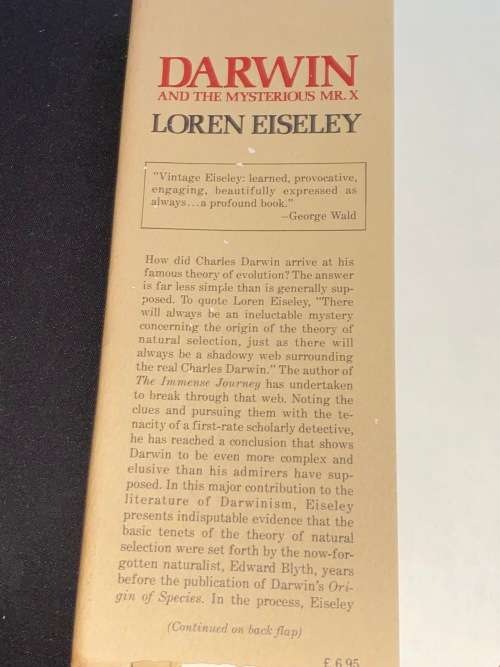 DARWIN
AND THE MYSTERIOUS MR. X
LOREN EISELEY
"Vintage Eiseley: learned, provocative,
engaging, beautifully expressed as
always...a profound book."
–George Wald
How did Charles Darwin arrive at his
famous theory of evolution? The answer
is far less simple than is generally sup-
posed. To quote Loren Eiseley, "There
will always be an ineluctable mystery
concerning the origin of the theory of
natural selection, just as there will
always be a shadowy web surrounding
the real Charles Darwin." The author of
The Immense Journey has undertaken
to break through that web. Noting the
clues and pursuing them with the te-
nacity of a first-rate scholarly detective,
he has reached a conclusion that shows
Darwin to be even more complex and
elusive than his admirers have sup-
posed. In this major contribution to the
literature of Darwinism, Eiseley
presents indisputable evidence that the
basic tenets of the theory of natural
selection were set forth by the now-for-
gotten naturalist, Edward Blyth, years
before the publication of Darwin's Ori-
gin of Species. In the process, Eiseley
(Continued on back flap)
£6.95